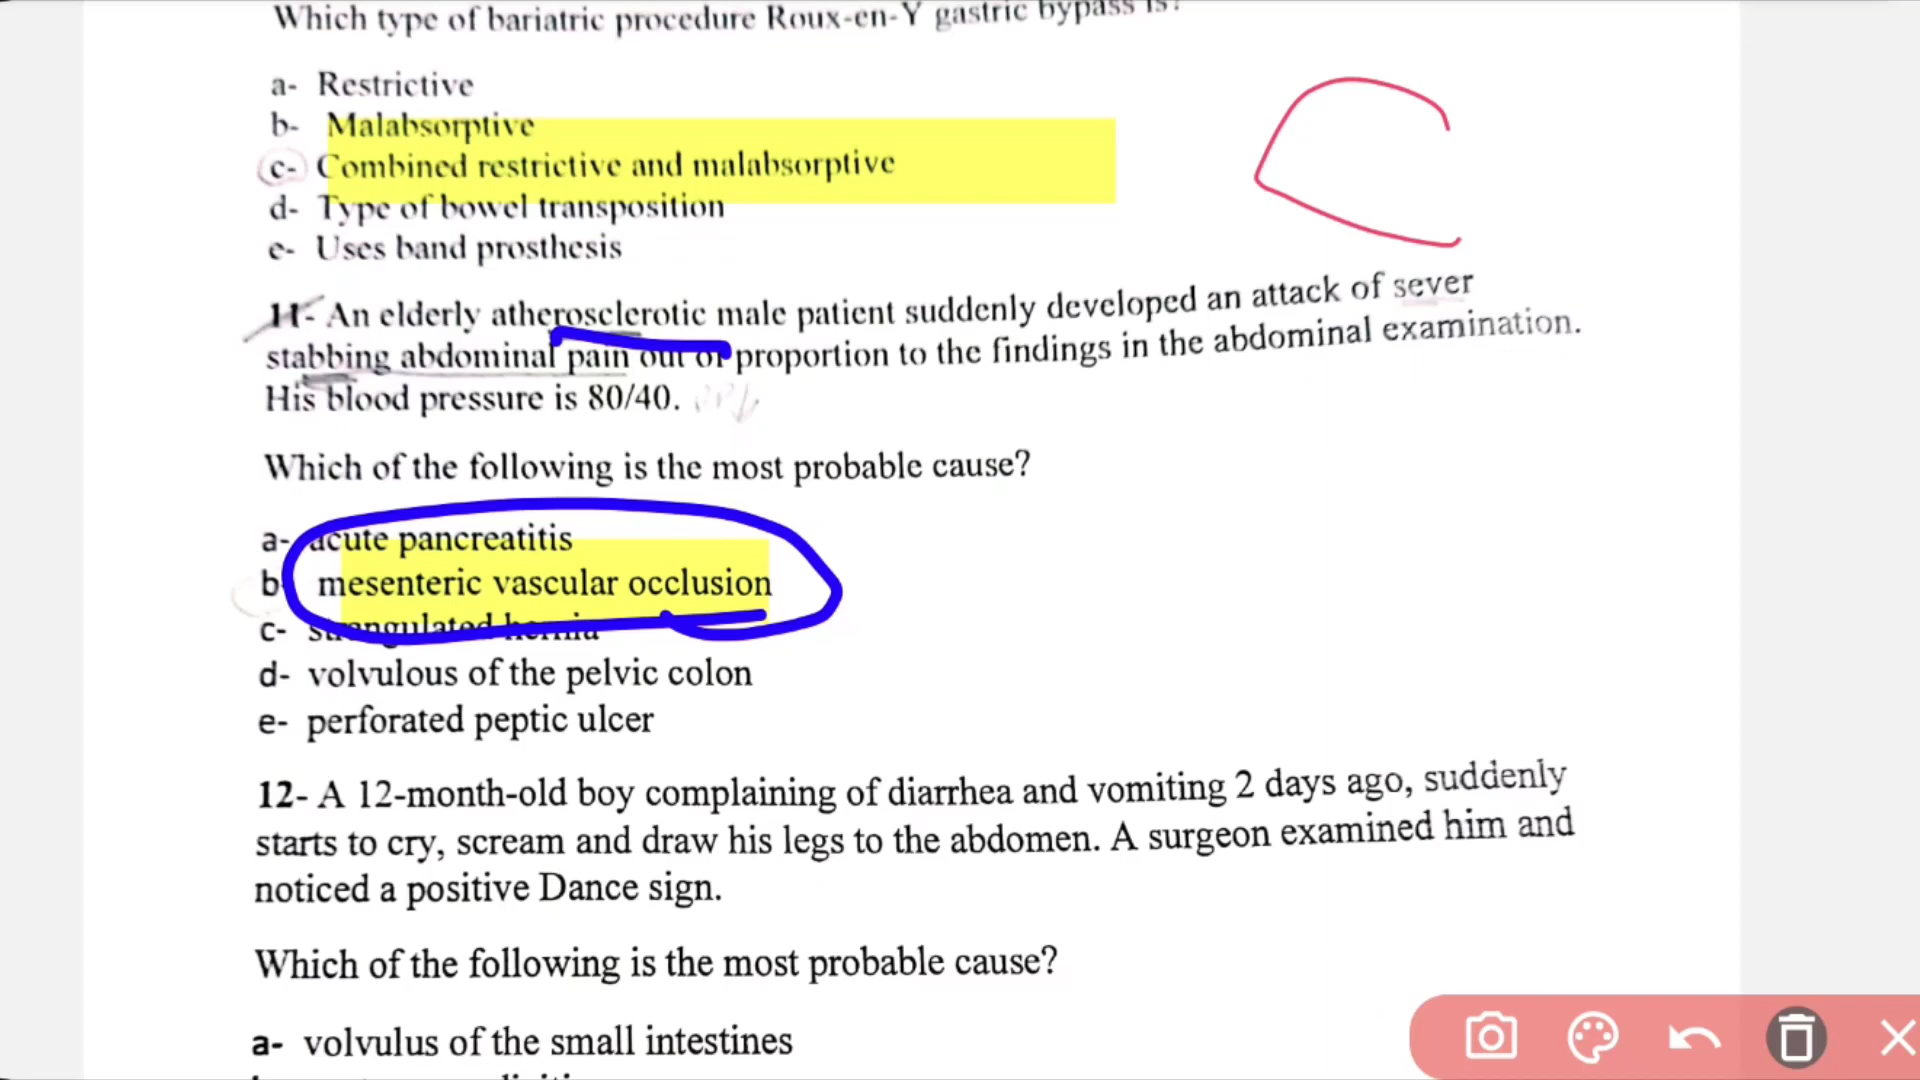 Which type of bariatric procedure Roux-en-Y gastric bypass is?
a- Restrictive
b- Malabsorptive
c- Combined restrictive and malabsorptive
d- Type of bowel transposition
e- Uses band prosthesis
11- An elderly atherosclerotic male patient suddenly developed an attack of sever
stabbing abdominal pain out of proportion to the findings in the abdominal examination.
His blood pressure is 80/40.
Which of the following is the most probable cause?
a- acute pancreatitis
b- mesenteric vascular occlusion
c- strangulated hernia
d- volvulous of the pelvic colon
e- perforated peptic ulcer
12- A 12-month-old boy complaining of diarrhea and vomiting 2 days ago, suddenly
starts to cry, scream and draw his legs to the abdomen. A surgeon examined him and
noticed a positive Dance sign.
Which of the following is the most probable cause?
a- volvulus of the small intestines